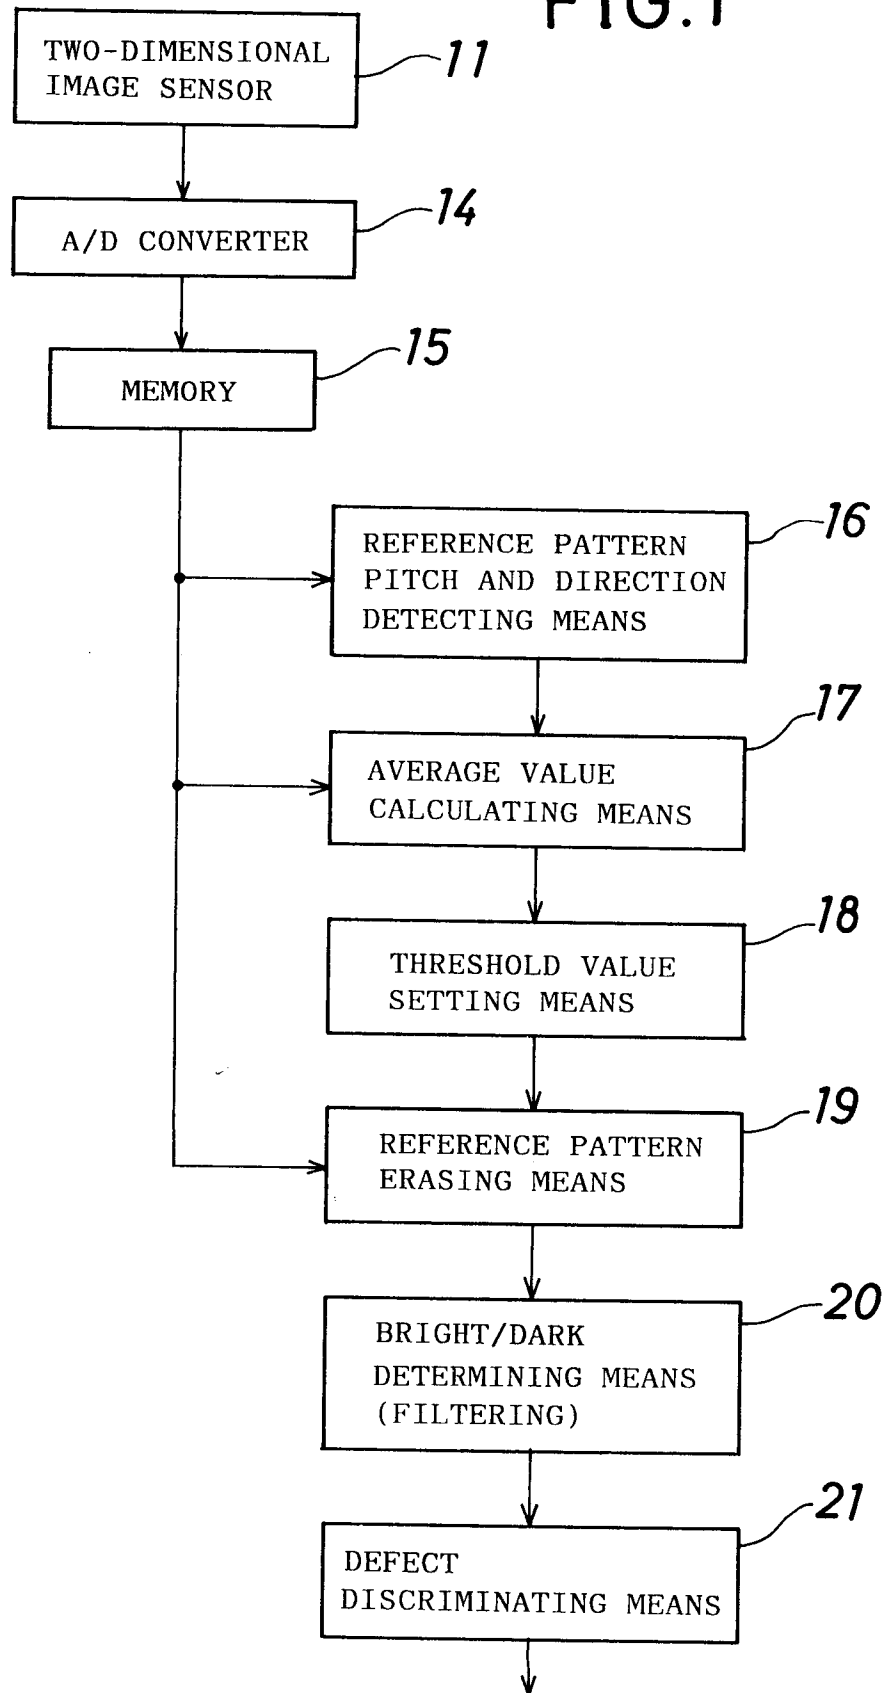 FIG.1
TWO-DIMENSIONAL
IMAGE SENSOR
11
A/D CONVERTER
14
MEMORY
15
REFERENCE PATTERN
PITCH AND DIRECTION
DETECTING MEANS
16
AVERAGE VALUE
CALCULATING MEANS
17
THRESHOLD VALUE
SETTING MEANS
18
REFERENCE PATTERN
ERASING MEANS
19
BRIGHT/DARK
DETERMINING MEANS
(FILTERING)
20
DEFECT
DISCRIMINATING MEANS
21